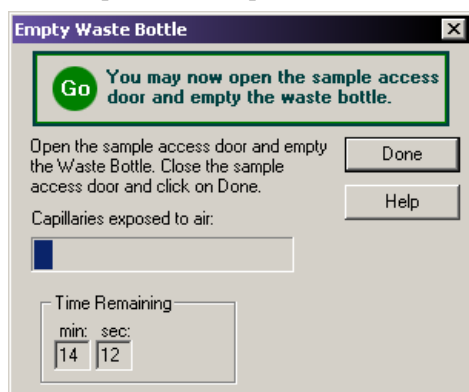 Empty Waste Bottle
Go
You may now open the sample access
door and empty the waste bottle.
Open the sample access door and empty
the Waste Bottle. Close the sample
access door and click on Done.
Done
Help
Capillaries exposed to air:
Time Remaining
min: sec:
14 12